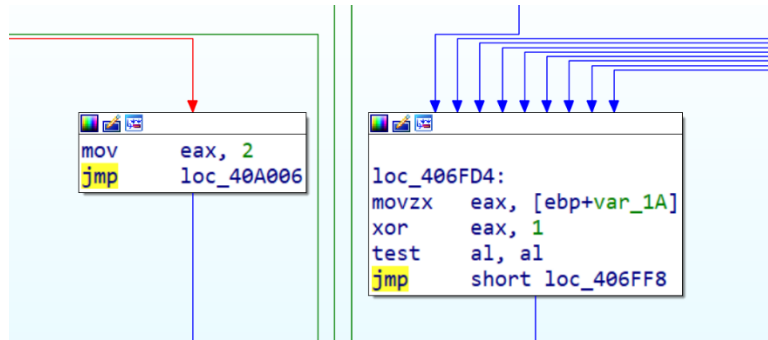 mov eax, 2
jmp loc_40A006
loc_406FD4:
movzx eax, [ebp+var_1A]
xor eax, 1
test al, al
jmp short loc_406FF8